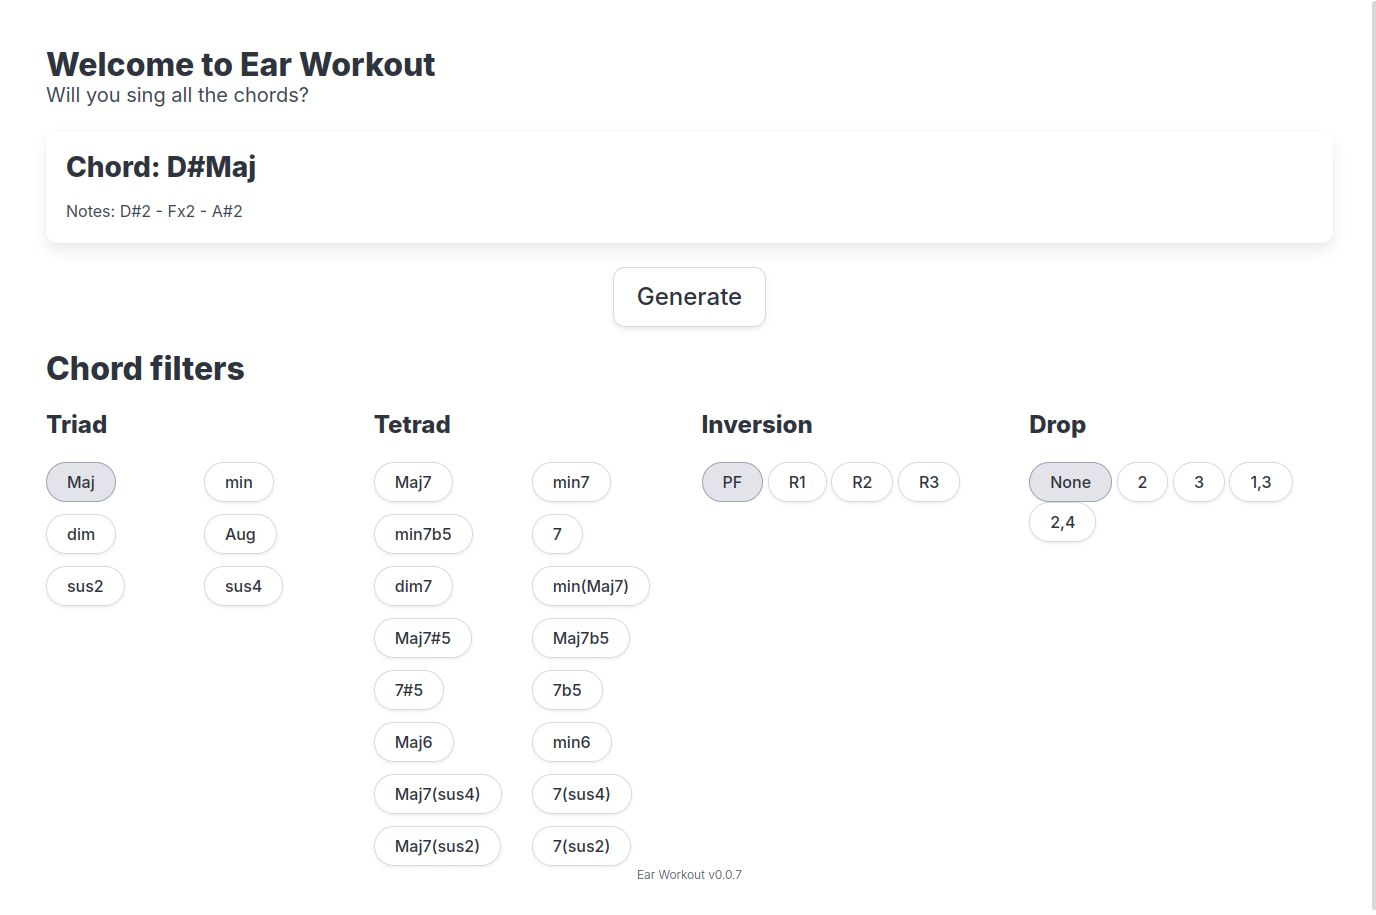 Welcome to Ear Workout
Will you sing all the chords?
Chord: D#Maj
Notes: D#2 - Fx2 - A#2
Generate
Chord filters
Triad
Maj
min
dim
Aug
sus2
sus4
Tetrad
Maj7
min7
min7b5
7
dim7
min(Maj7)
Maj7#5
Maj7b5
7#5
7b5
Maj6
min6
Maj7(sus4)
7(sus4)
Maj7(sus2)
7(sus2)
Inversion
PF
R1
R2
R3
Drop
None
2
3
1,3
2,4
Ear Workout v0.0.7